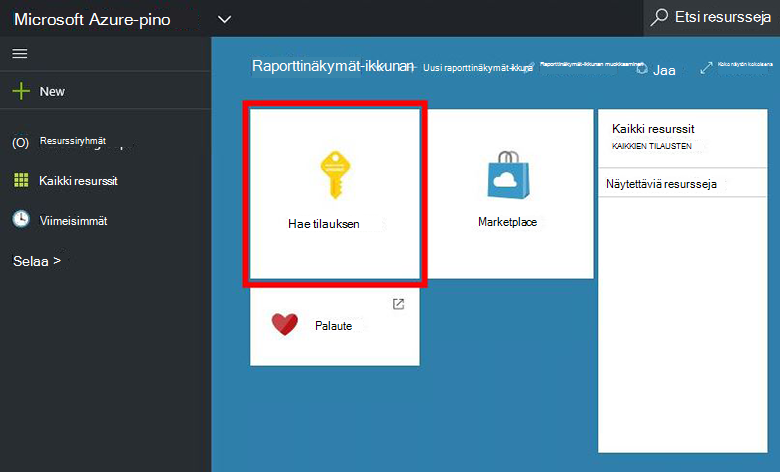 Microsoft Azure-pino
Etsi resursseja
New
Resurssiryhmät
Kaikki resurssit
Viimeisimmät
Selaa >
Raporttinäkymät-ikkunan
Uusi raporttinäkymät-ikkuna
Raporttinäkymät-ikkunan muokkaaminen
Jaa
Koko näytön kokoisena
Hae tilauksen
Marketplace
Kaikki resurssit
KAIKKIEN TILAUSTEN
Näytettäviä resursseja
Palaute